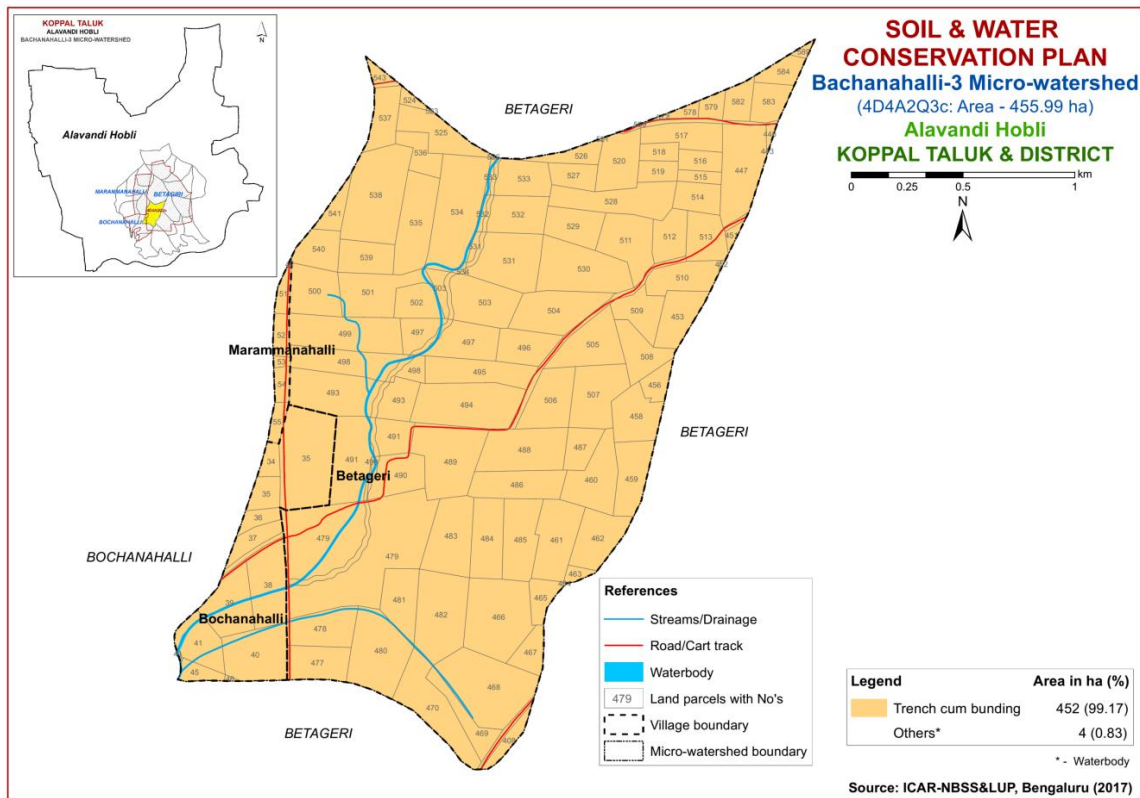 KOPPAL TALUK
ALAVANDI HOBLI
BACHANAHALLI-3 MICRO-WATERSHED
N
Alavandi Hobli
MARAMMANAHALLI
BETAGERI
BOCHANAHALLI
SOIL & WATER
CONSERVATION PLAN
Bachanahalli-3 Micro-watershed
(4D4A2Q3c: Area - 455.99 ha)
Alavandi Hobli
KOPPAL TALUK & DISTRICT
km
0 0.25 0.5 1
N
BETAGERI
584
543
524
525
537
536
578 579 582 583
517
526 520 518 516
527 519 515 447
538 533 533
528 514
541 534 532
529 511 512 513
540 539 531 530 510
500 501 503 503
502 504 509 453
499 497 497 496 505
Marammanahalli
508
498 498 495
456
493 493 494 506 507
458
BETAGERI
35 491 491 488 487
34
Betageri
490 489 486 460 459
35
36
37 479 483 484 485 461 462
BOCHANAHALLI
479
463
38
39 481 465
Bochanahalli
482 466
41 478
40 480 467
45 477
468
470
469
BETAGERI
References
Streams/Drainage
Road/Cart track
Waterbody
479 Land parcels with No's
Village boundary
Micro-watershed boundary
Legend Area in ha (%)
Trench cum bunding 452 (99.17)
Others* 4 (0.83)
* - Waterbody
Source: ICAR-NBSS&LUP, Bengaluru (2017)